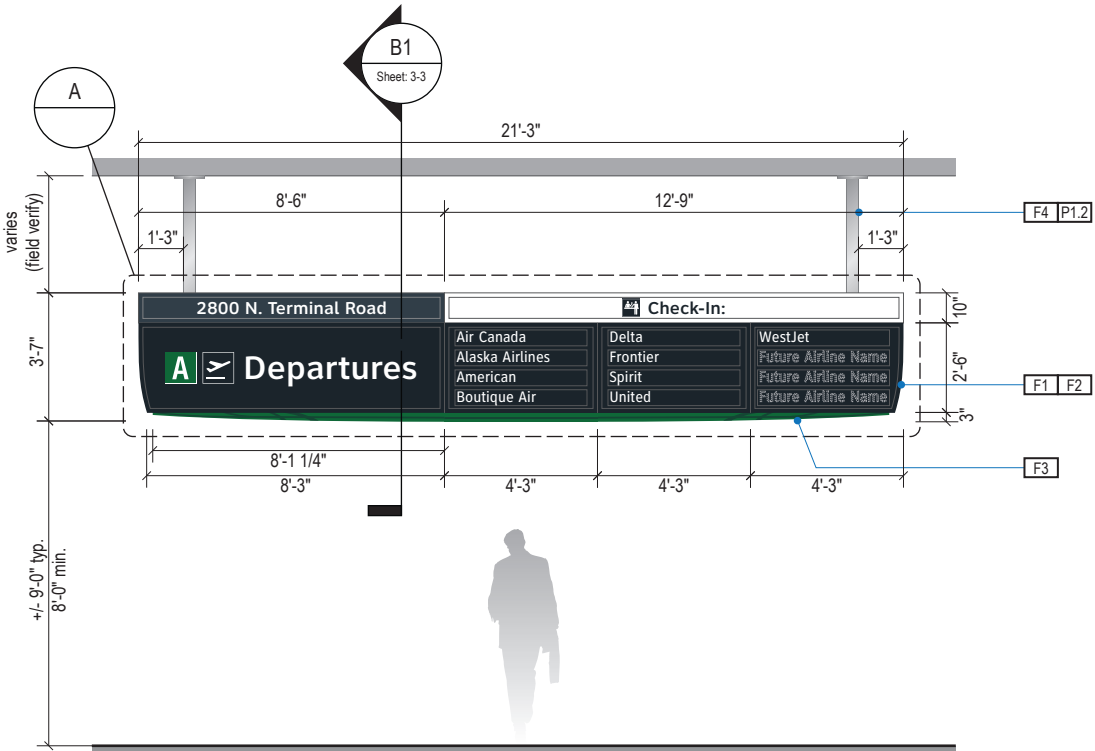 B1
Sheet: 3-3
A
21'-3"
8'-6"
12'-9"
varies
(field verify)
F4 P1.2
1'-3"
1'-3"
2800 N. Terminal Road
Check-In:
10"
3'-7"
A Departures
Air Canada
Alaska Airlines
American
Boutique Air
Delta
Frontier
Spirit
United
WestJet
Future Airline Name
Future Airline Name
Future Airline Name
2'-6"
F1 F2
3"
8'-1 1/4"
F3
8'-3"
4'-3"
4'-3"
4'-3"
+/- 9'-0" typ.
8'-0" min.